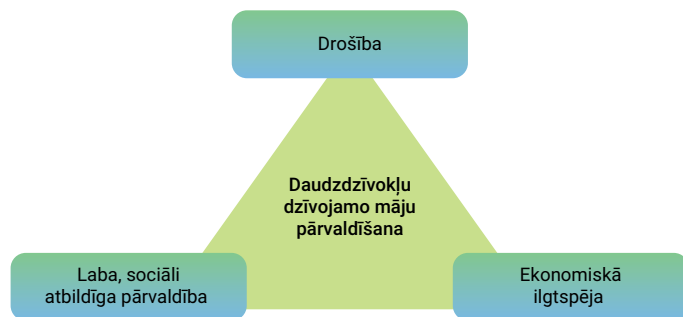 Drošība
Daudzdzīvokļu
dzīvojamo māju
pārvaldīšana
Laba, sociāli
atbildīga pārvaldība
Ekonomiskā
ilgtspēja